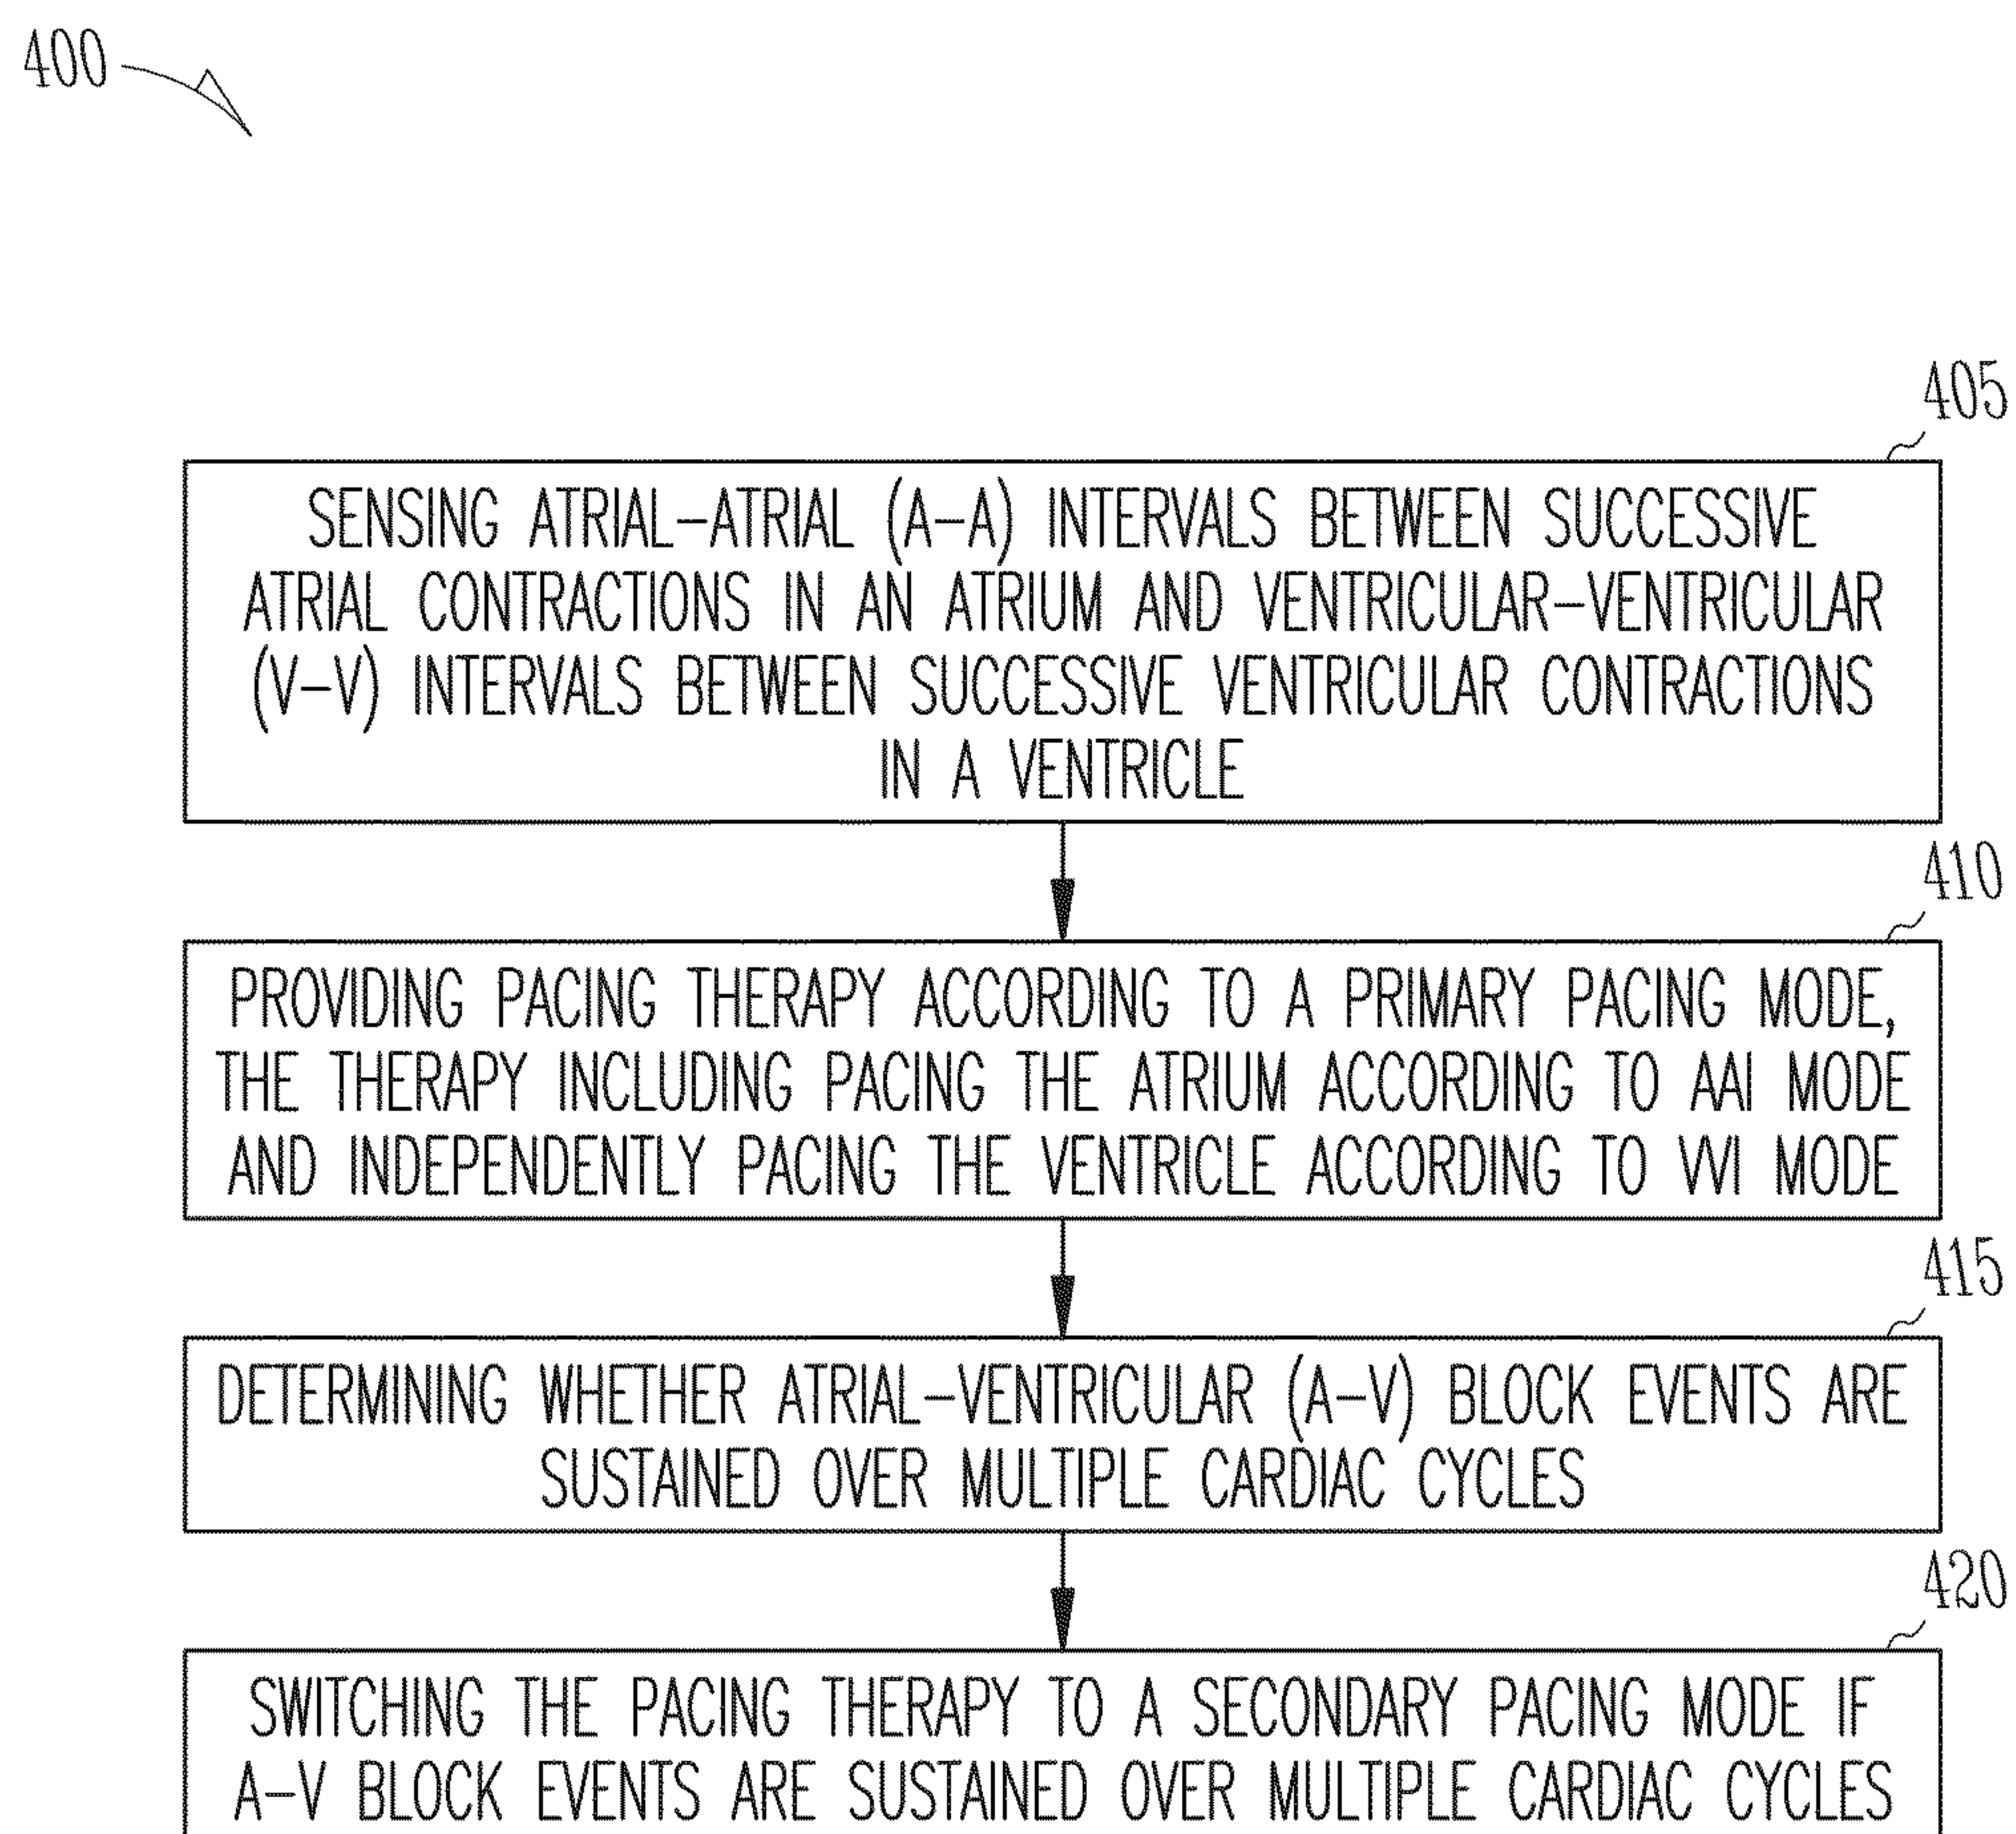 400
405
SENSING ATRIAL-ATRIAL (A-A) INTERVALS BETWEEN SUCCESSIVE
ATRIAL CONTRACTIONS IN AN ATRIUM AND VENTRICULAR-VENTRICULAR
(V-V) INTERVALS BETWEEN SUCCESSIVE VENTRICULAR CONTRACTIONS
IN A VENTRICLE
410
PROVIDING PACING THERAPY ACCORDING TO A PRIMARY PACING MODE,
THE THERAPY INCLUDING PACING THE ATRIUM ACCORDING TO AAI MODE
AND INDEPENDENTLY PACING THE VENTRICLE ACCORDING TO VVI MODE
415
DETERMINING WHETHER ATRIAL-VENTRICULAR (A-V) BLOCK EVENTS ARE
SUSTAINED OVER MULTIPLE CARDIAC CYCLES
420
SWITCHING THE PACING THERAPY TO A SECONDARY PACING MODE IF
A-V BLOCK EVENTS ARE SUSTAINED OVER MULTIPLE CARDIAC CYCLES